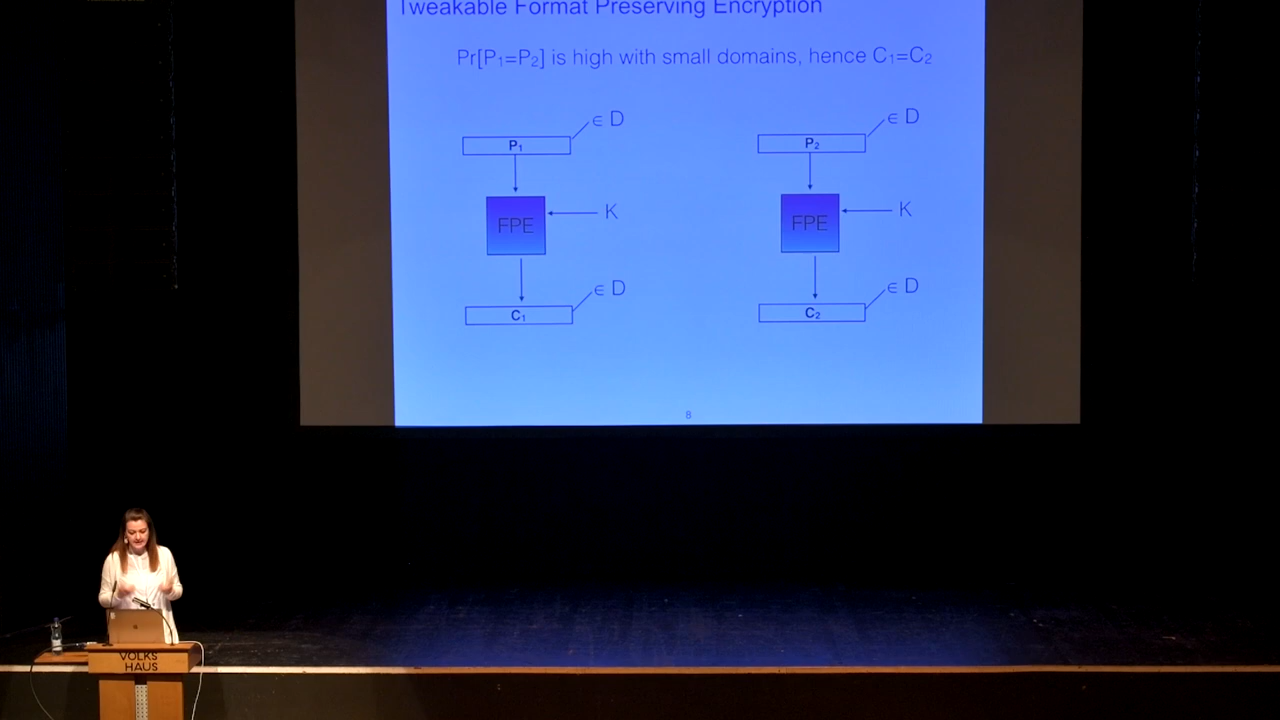 Tweakable Format Preserving Encryption
Pr[P₁=P₂] is high with small domains, hence C₁=C₂
∈ D
∈ D
P₁
P₂
FPE
K
FPE
K
∈ D
∈ D
C₁
C₂
8
VOLKS
HAUS